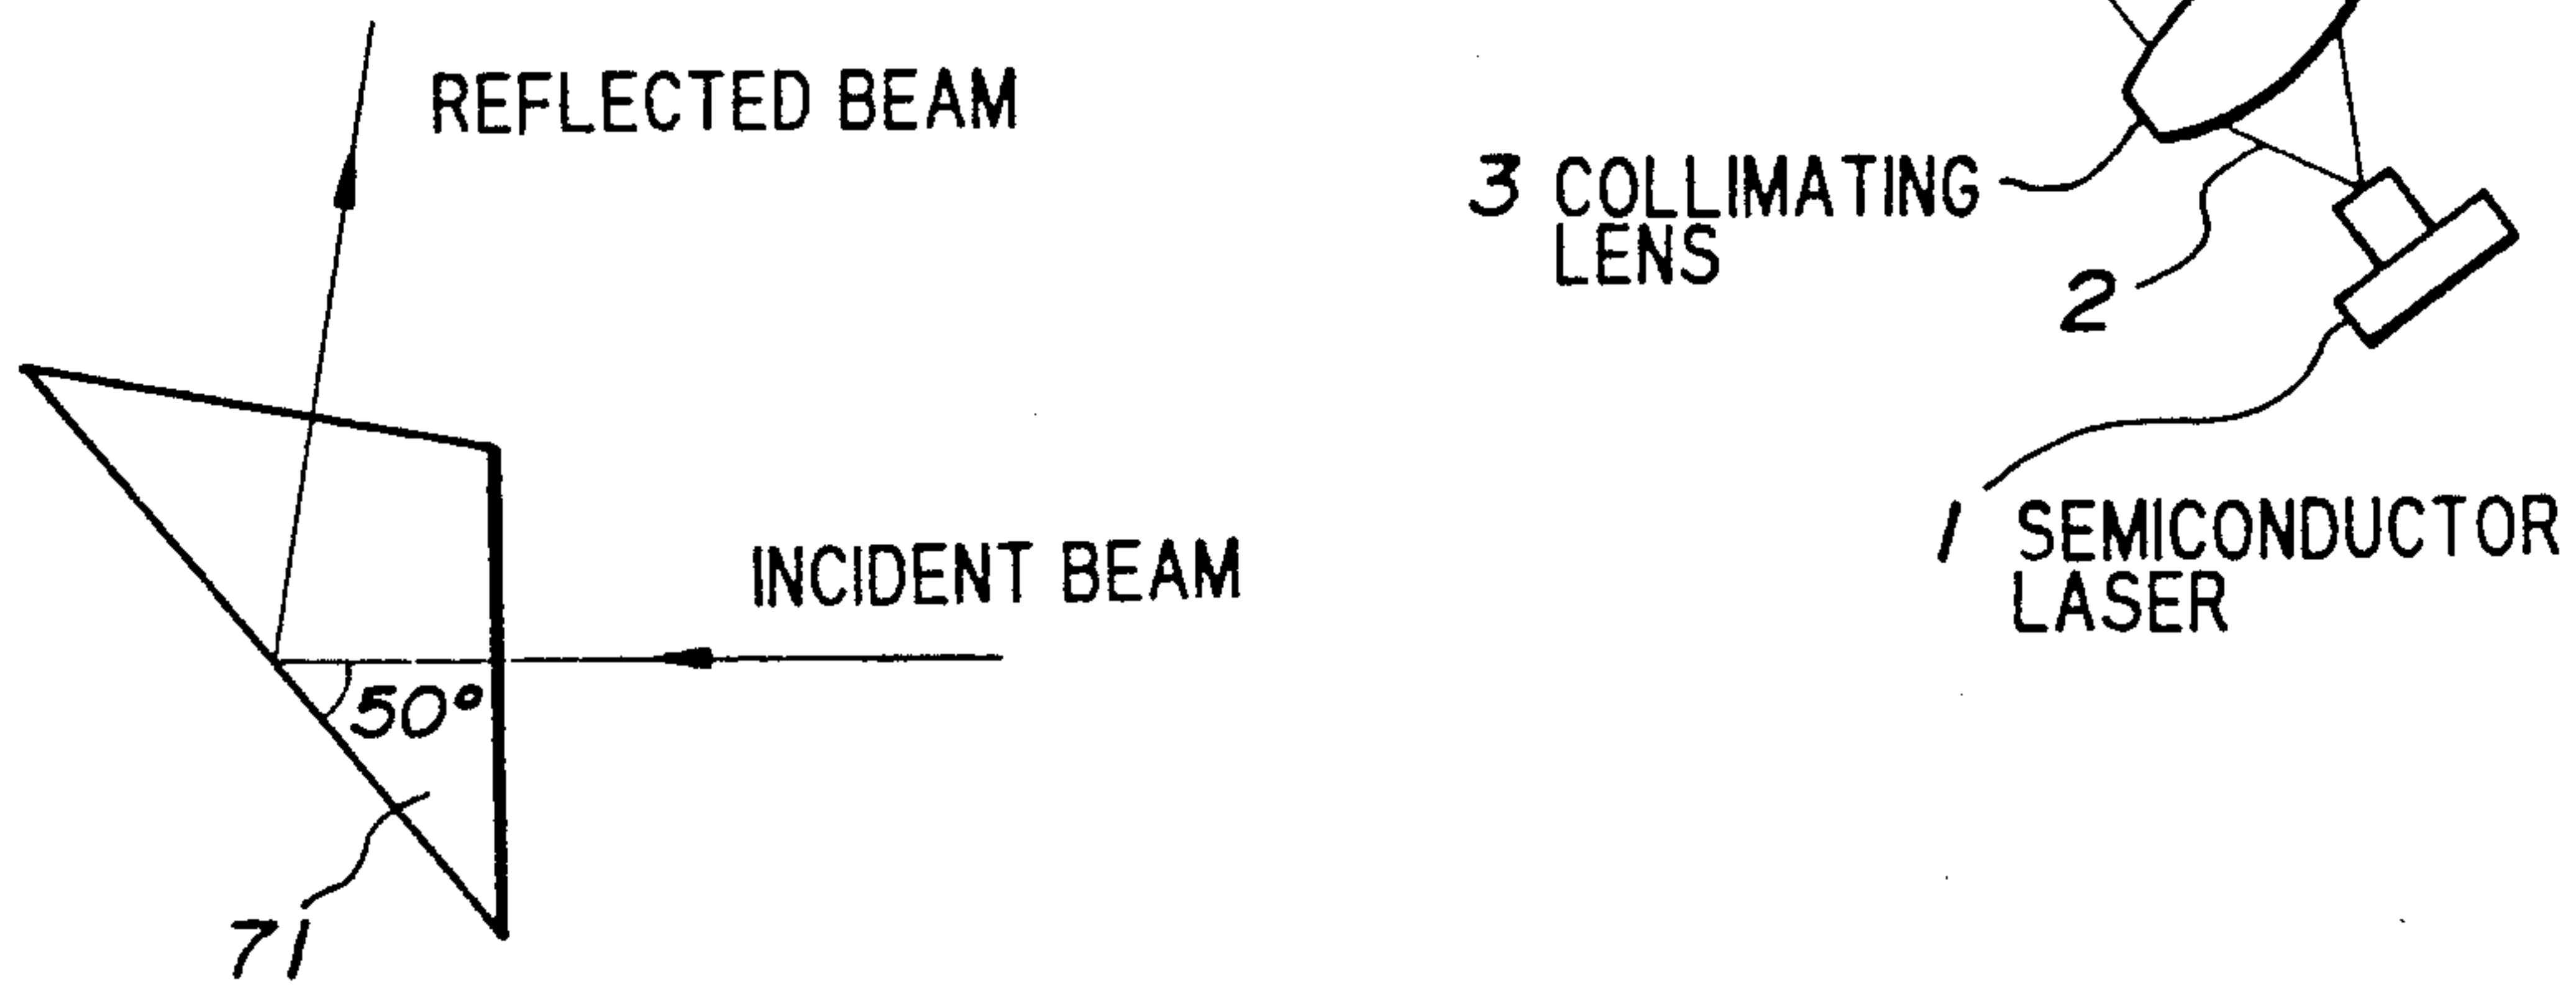 REFLECTED BEAM
3 COLLIMATING
LENS
2
1 SEMICONDUCTOR
LASER
INCIDENT BEAM
50°
71